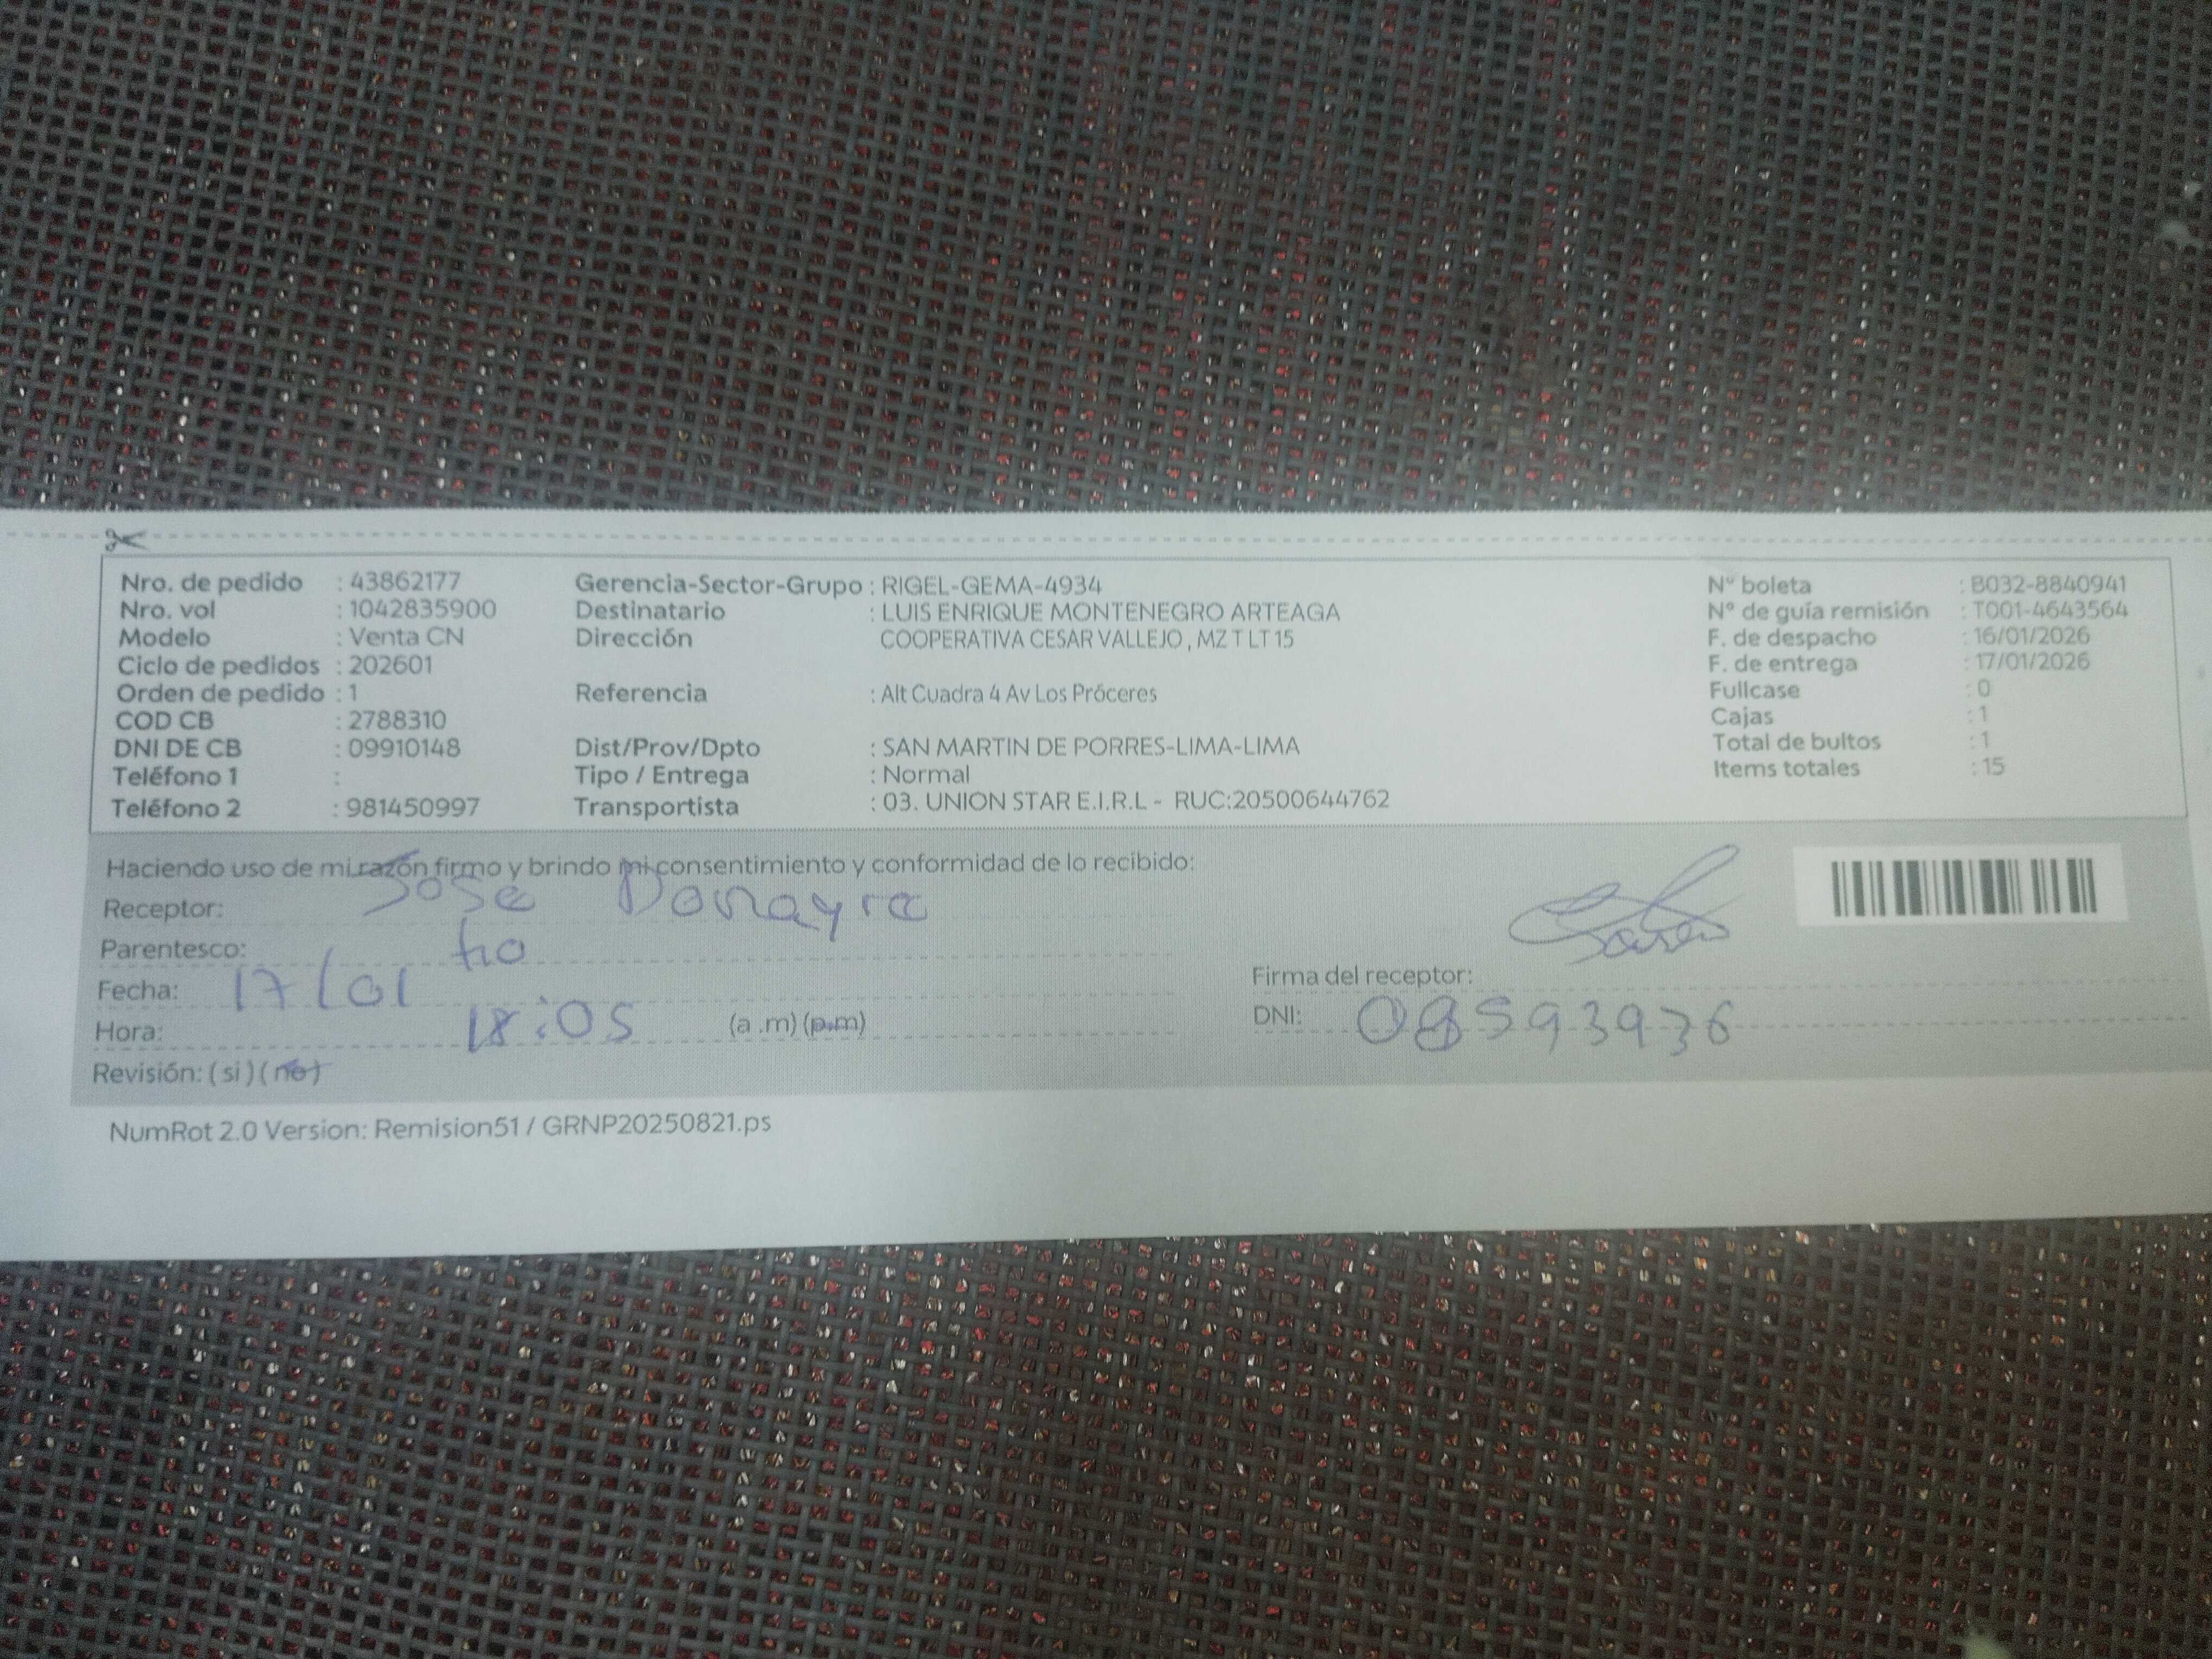 Nro. de pedido : 43862177 Gerencia-Sector-Grupo : RIGEL-GEMA-4934 N° boleta : B032-8840941
Nro. vol : 1042835900 Destinatario : LUIS ENRIQUE MONTENEGRO ARTEAGA N° de guía remisión : T001-4643564
Modelo : Venta CN Dirección COOPERATIVA CESAR VALLEJO , MZ T LT 15 F. de despacho : 16/01/2026
Ciclo de pedidos : 202601 F. de entrega : 17/01/2026
Orden de pedido : 1 Referencia : Alt Cuadra 4 Av Los Próceres Fullcase : 0
COD CB : 2788310 Cajas : 1
DNI DE CB : 09910148 Dist/Prov/Dpto : SAN MARTIN DE PORRES-LIMA-LIMA Total de bultos : 1
Teléfono 1 : Tipo / Entrega : Normal Items totales : 15
Teléfono 2 : 981450997 Transportista : 03. UNION STAR E.I.R.L - RUC:20500644762
Haciendo uso de mi razón firmo y brindo mi consentimiento y conformidad de lo recibido:
Receptor: Jose Donayre
Parentesco: tio
Fecha: 17/01 Firma del receptor:
Hora: 18:05 (a .m) (p.m) DNI: 08593936
Revisión: ( si ) ( no )
NumRot 2.0 Version: Remision51 / GRNP20250821.ps